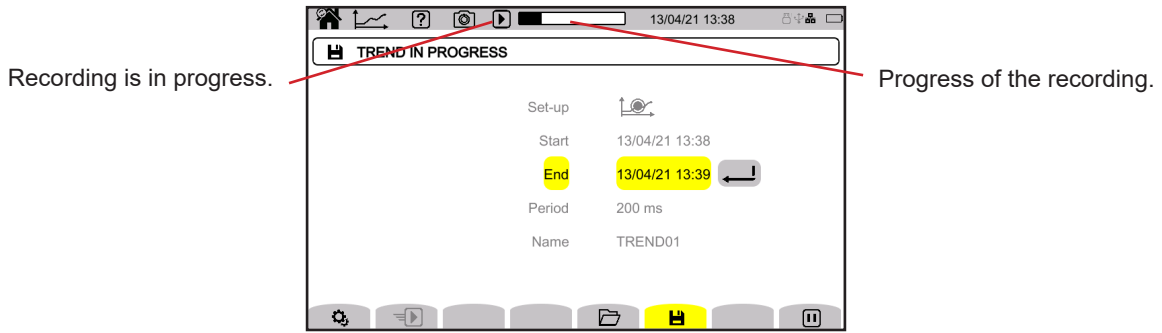 13/04/21 13:38
TREND IN PROGRESS
Recording is in progress.
Progress of the recording.
Set-up
Start 13/04/21 13:38
End 13/04/21 13:39
Period 200 ms
Name TREND01